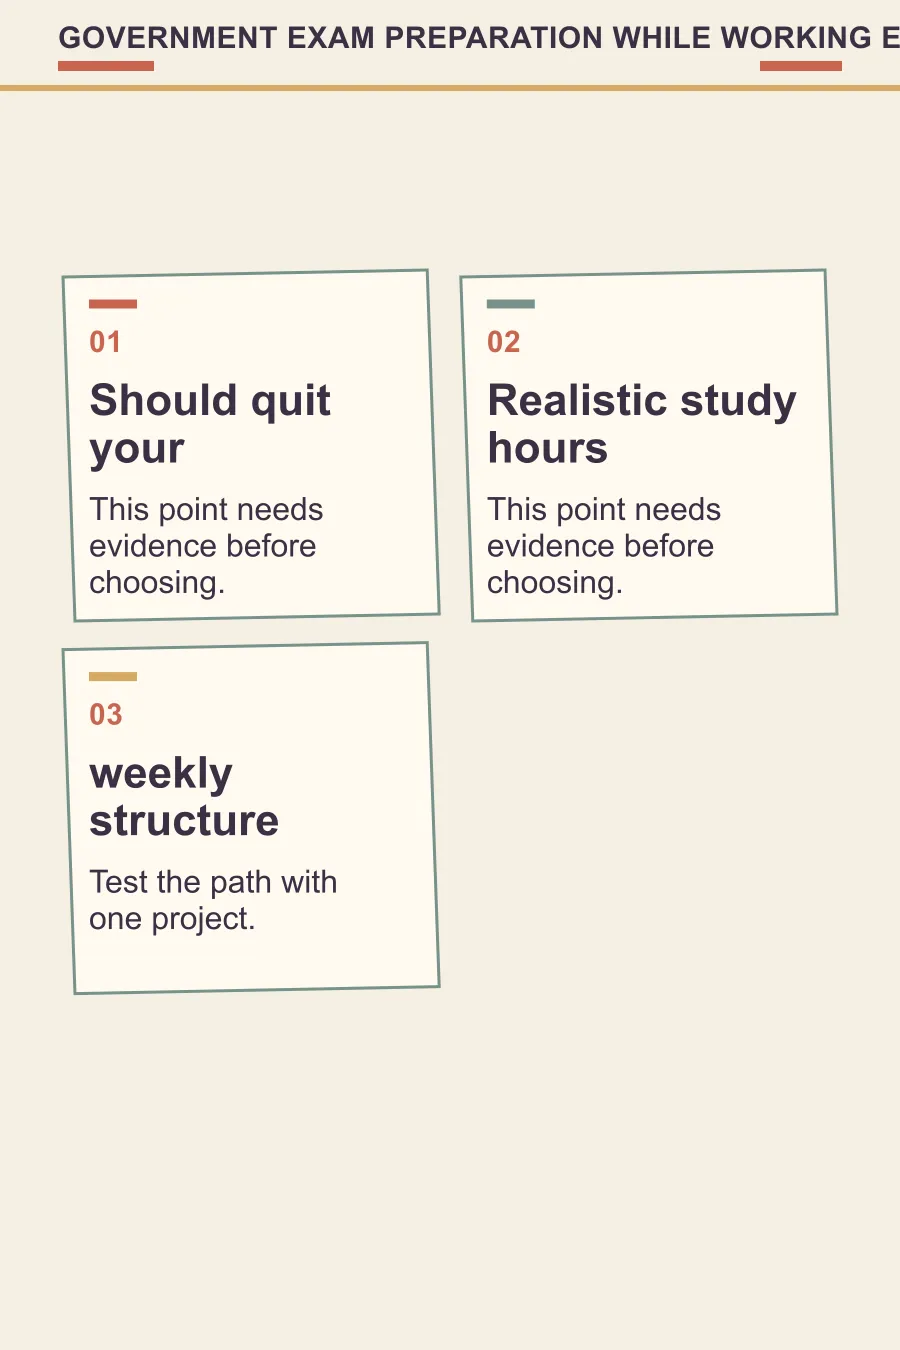 GOVERNMENT EXAM PREPARATION WHILE WORKING E
01
Should quit
your
This point needs
evidence before
choosing.
02
Realistic study
hours
This point needs
evidence before
choosing.
03
weekly
structure
Test the path with
one project.